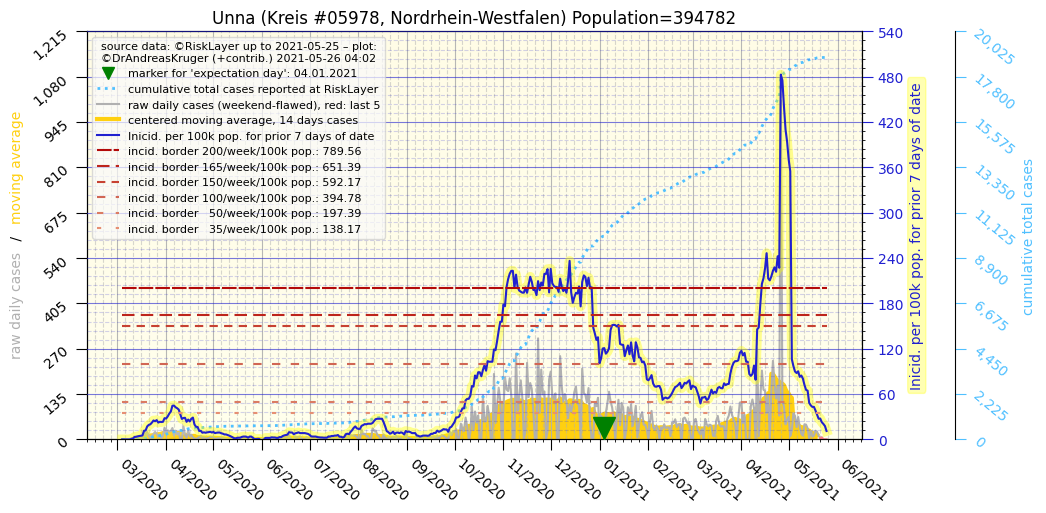 Unna (Kreis #05978, Nordrhein-Westfalen) Population=394782
source data: ©RiskLayer up to 2021-05-25 – plot:
©DrAndreasKruger (+contrib.) 2021-05-26 04:02
marker for 'expectation day': 04.01.2021
cumulative total cases reported at RiskLayer
raw daily cases (weekend-flawed), red: last 5
centered moving average, 14 days cases
Inicid. per 100k pop. for prior 7 days of date
incid. border 200/week/100k pop.: 789.56
incid. border 165/week/100k pop.: 651.39
incid. border 150/week/100k pop.: 592.17
incid. border 100/week/100k pop.: 394.78
incid. border 50/week/100k pop.: 197.39
incid. border 35/week/100k pop.: 138.17
raw daily cases / moving average
1,215
1,080
945
810
675
540
405
270
135
0
03/2020
04/2020
05/2020
06/2020
07/2020
08/2020
09/2020
10/2020
11/2020
12/2020
01/2021
02/2021
03/2021
04/2021
05/2021
06/2021
540
480
420
360
300
240
180
120
60
0
Inicid. per 100k pop. for prior 7 days of date
20,025
17,800
15,575
13,350
11,125
8,900
6,675
4,450
2,225
0
cumulative total cases